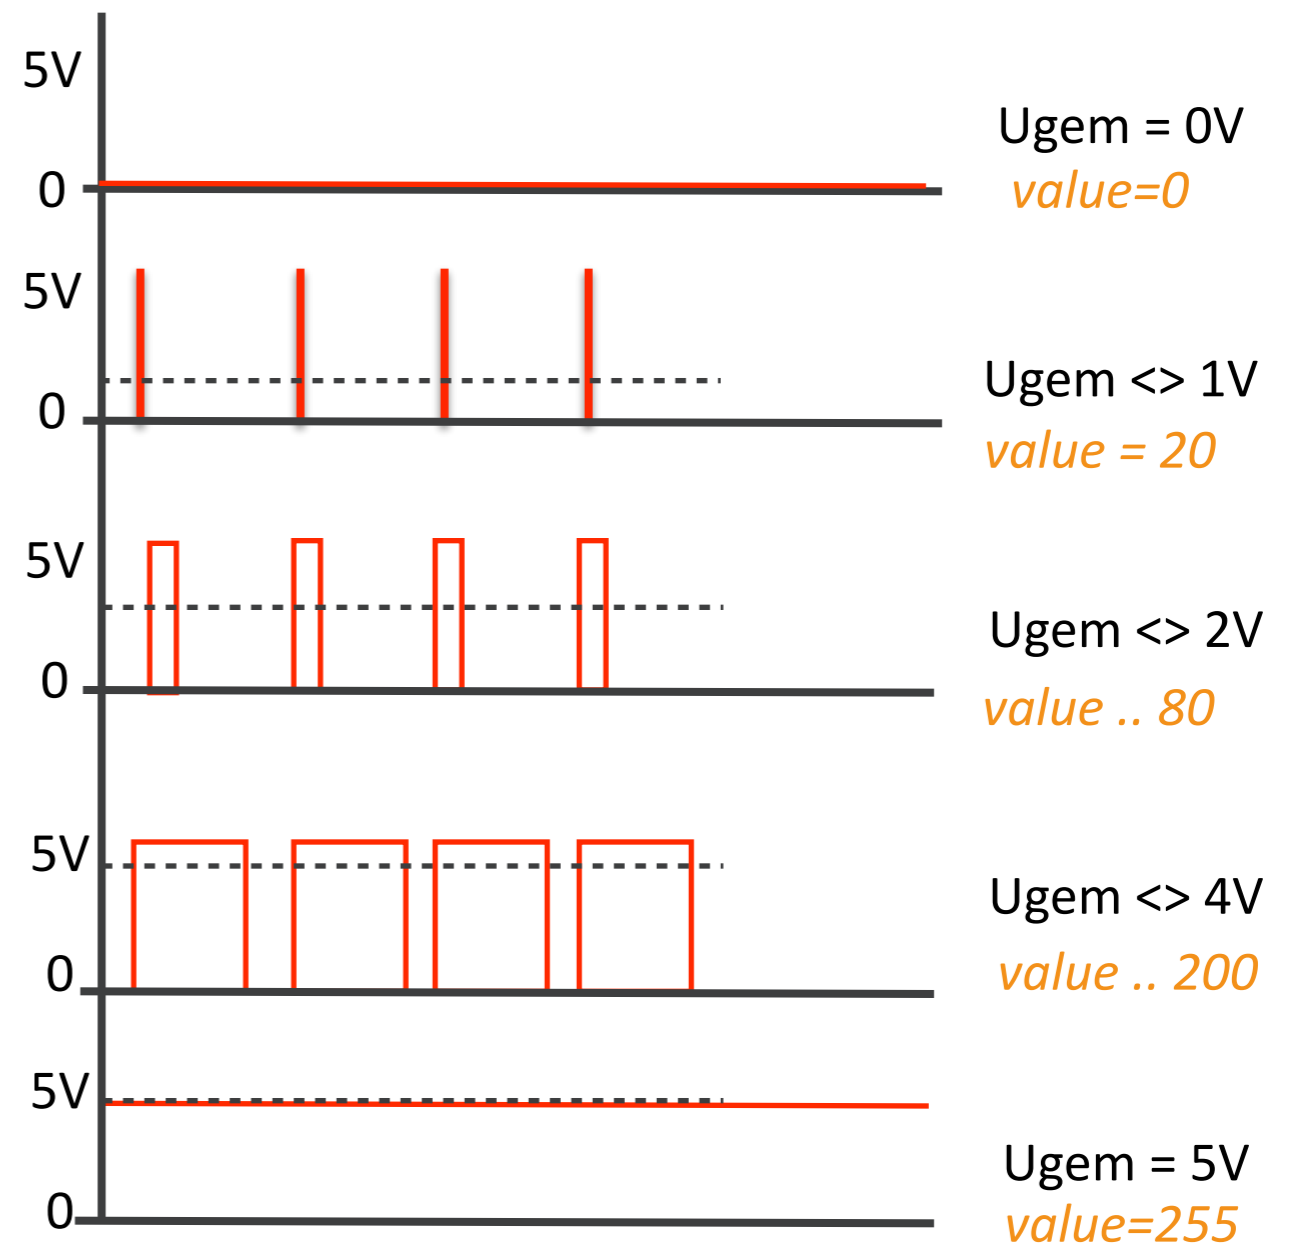 5V
Ugem = 0V
0
value=0
5V
Ugem <> 1V
0
value = 20
5V
Ugem <> 2V
0
value .. 80
5V
Ugem <> 4V
0
value .. 200
5V
Ugem = 5V
0
value=255